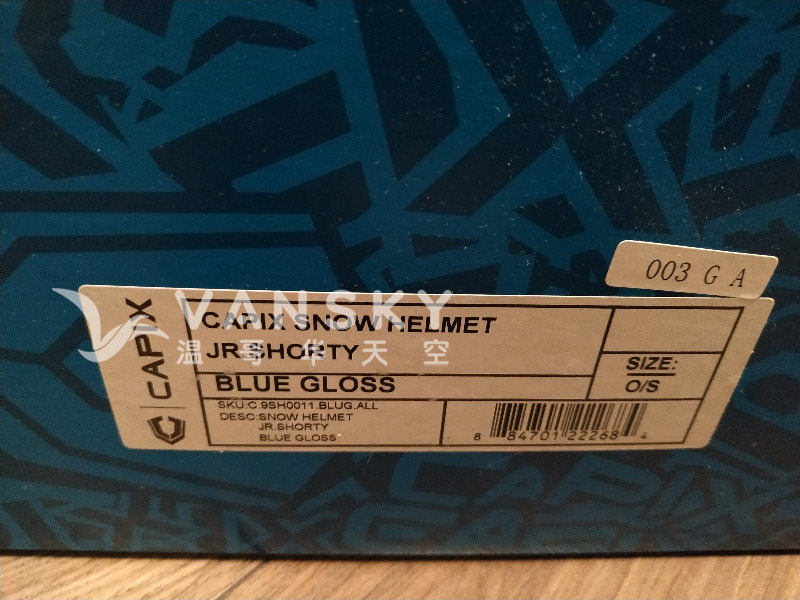 003 G A
VANSKY
温哥华天空
CAPIX
CAPIX SNOW HELMET
JR.SHORTY
BLUE GLOSS
SIZE:
O/S
SKU:C.9SH0011.BLUG.ALL
DESC:SNOW HELMET
JR.SHORTY
BLUE GLOSS
8 84701 22268 4
CAPIX